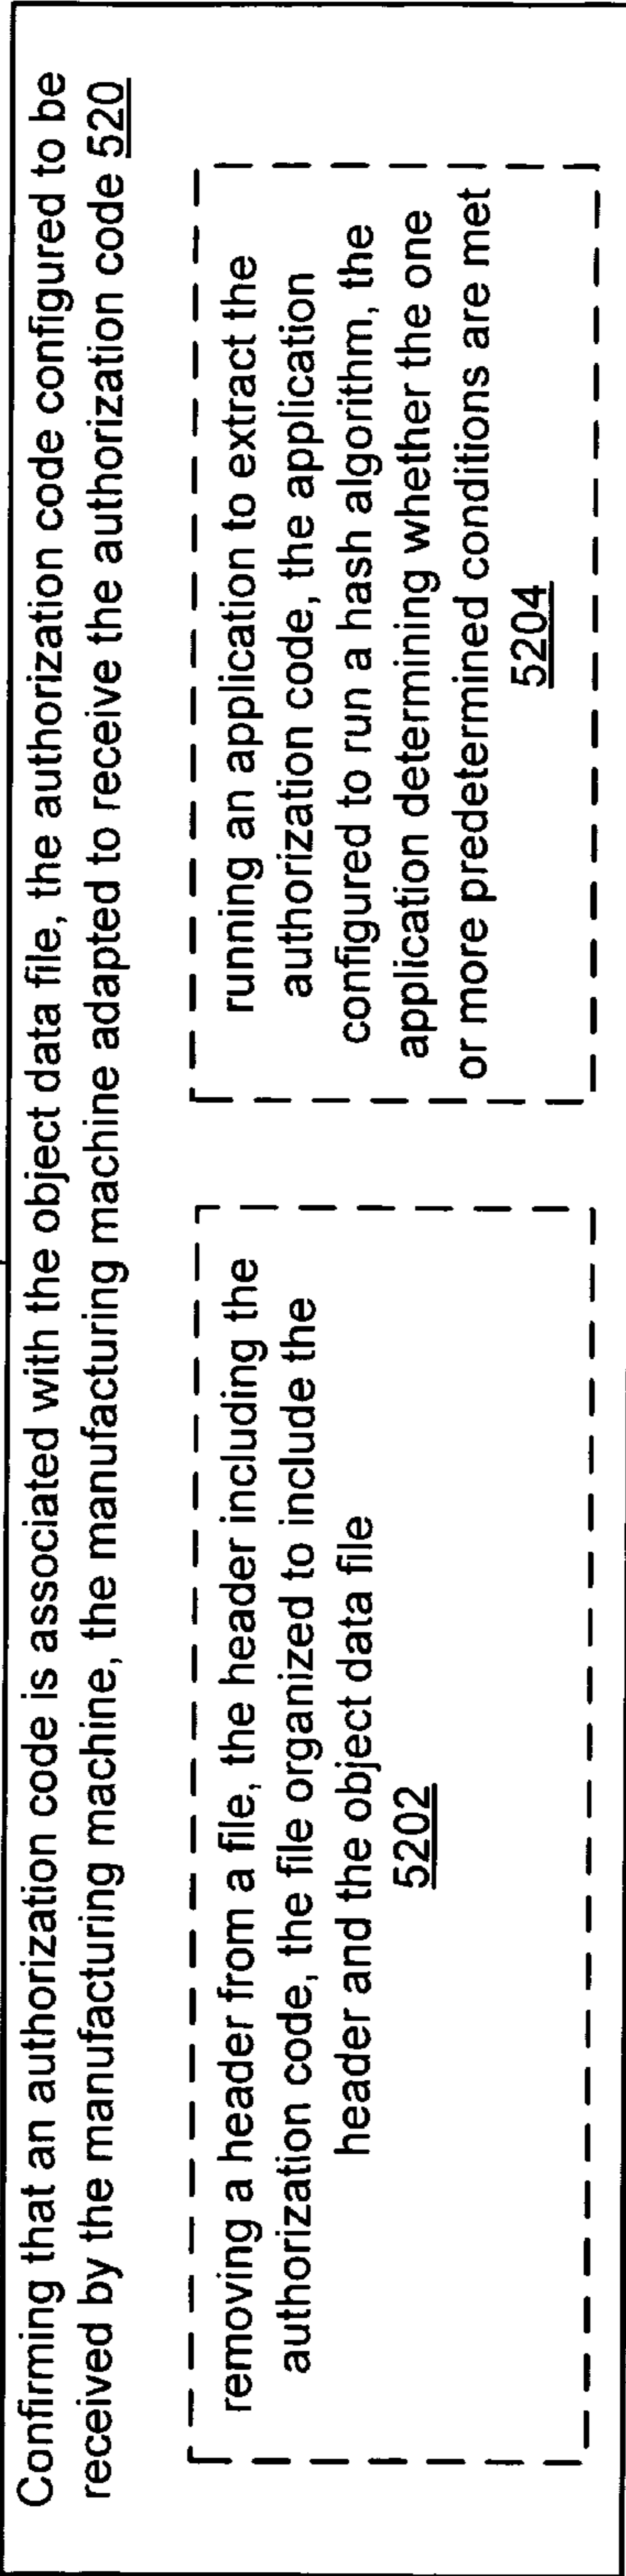 Confirming that an authorization code is associated with the object data file, the authorization code configured to be
received by the manufacturing machine, the manufacturing machine adapted to receive the authorization code 520
removing a header from a file, the header including the
authorization code, the file organized to include the
header and the object data file
5202
running an application to extract the
authorization code, the application
configured to run a hash algorithm, the
application determining whether the one
or more predetermined conditions are met
5204